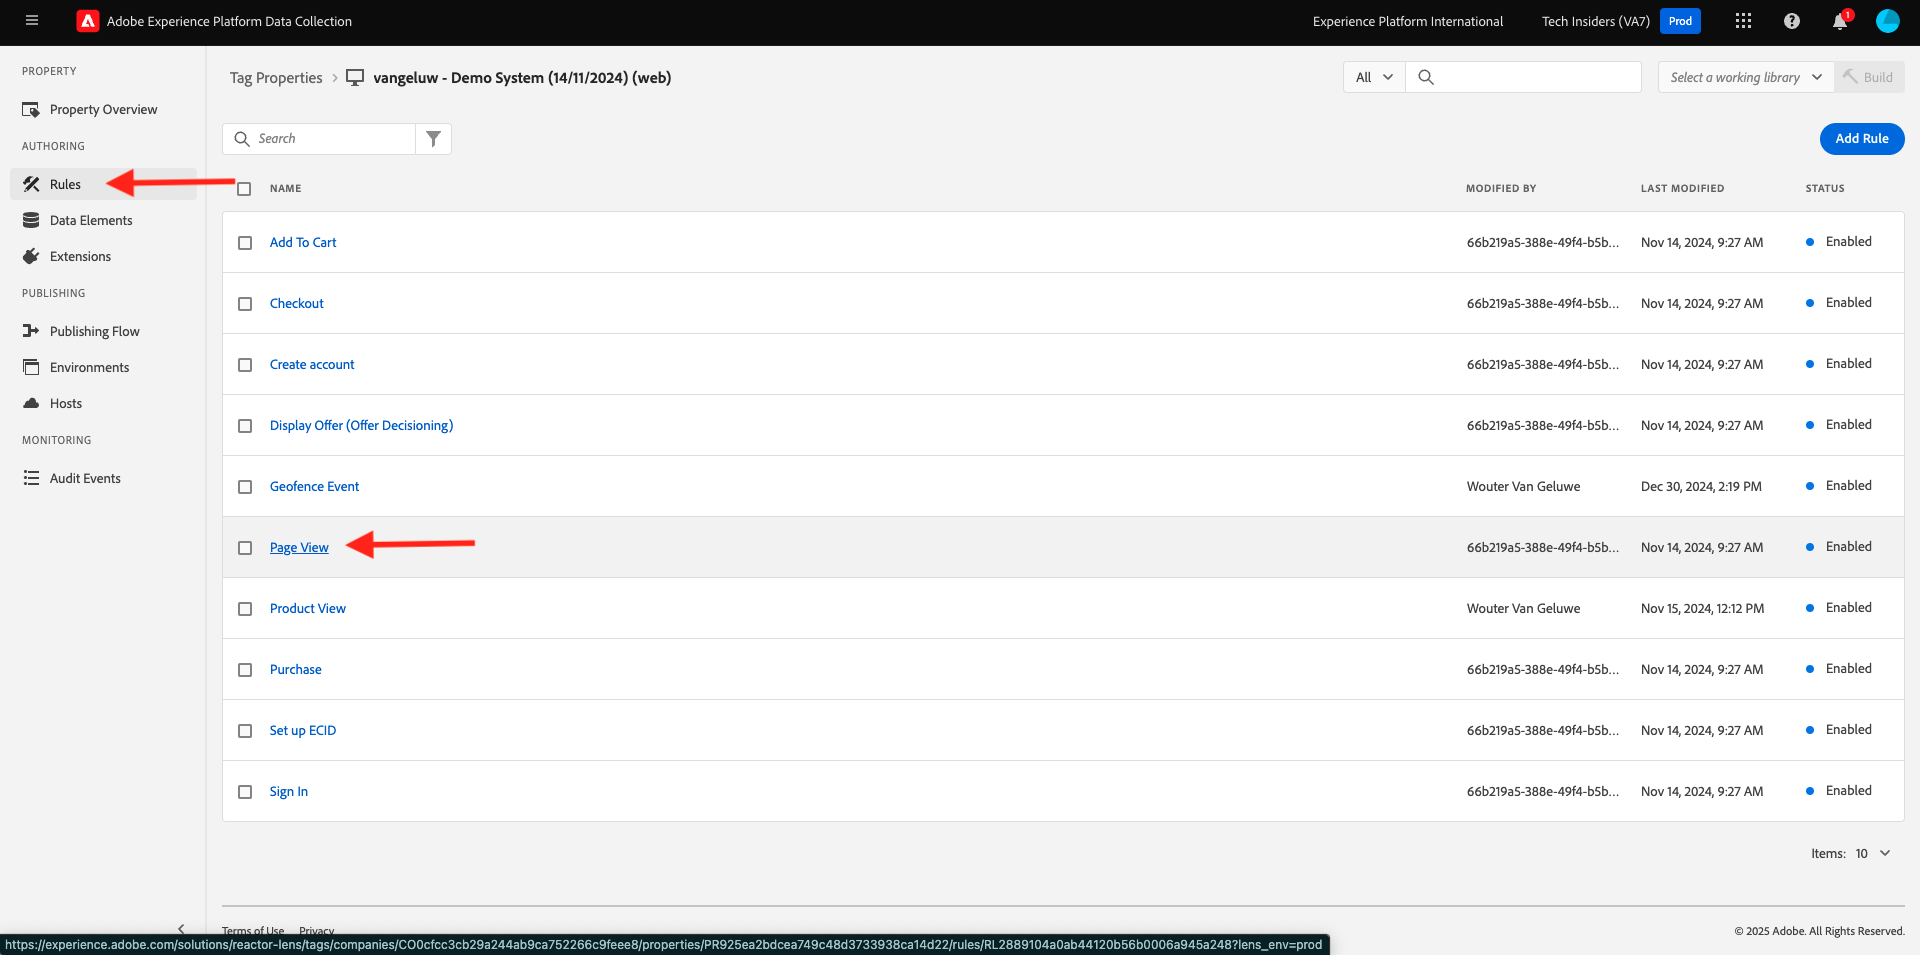 Adobe Experience Platform Data Collection
Experience Platform International
Tech Insiders (VA7)
Prod
1
PROPERTY
Property Overview
AUTHORING
Rules
Data Elements
Extensions
PUBLISHING
Publishing Flow
Environments
Hosts
MONITORING
Audit Events
Tag Properties
vangeluw - Demo System (14/11/2024) (web)
All
Select a working library
Build
Search
Add Rule
NAME MODIFIED BY LAST MODIFIED STATUS
Add To Cart 66b219a5-388e-49f4-b5b... Nov 14, 2024, 9:27 AM Enabled
Checkout 66b219a5-388e-49f4-b5b... Nov 14, 2024, 9:27 AM Enabled
Create account 66b219a5-388e-49f4-b5b... Nov 14, 2024, 9:27 AM Enabled
Display Offer (Offer Decisioning) 66b219a5-388e-49f4-b5b... Nov 14, 2024, 9:27 AM Enabled
Geofence Event Wouter Van Geluwe Dec 30, 2024, 2:19 PM Enabled
Page View 66b219a5-388e-49f4-b5b... Nov 14, 2024, 9:27 AM Enabled
Product View Wouter Van Geluwe Nov 15, 2024, 12:12 PM Enabled
Purchase 66b219a5-388e-49f4-b5b... Nov 14, 2024, 9:27 AM Enabled
Set up ECID 66b219a5-388e-49f4-b5b... Nov 14, 2024, 9:27 AM Enabled
Sign In 66b219a5-388e-49f4-b5b... Nov 14, 2024, 9:27 AM Enabled
Items: 10
Terms of Use Privacy
© 2025 Adobe. All Rights Reserved.
https://experience.adobe.com/solutions/reactor-lens/tags/companies/CO0cfcc3cb29a244ab9ca752266c9feee8/properties/PR925ea2bdcea749c48d3733938ca14d22/rules/RL2889104a0ab44120b56b0006a945a248?lens_env=prod